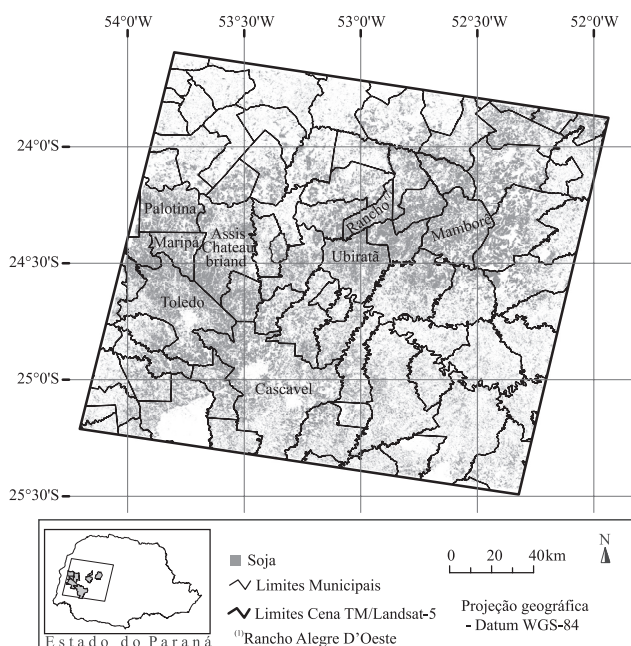 54°0'W 53°30'W 53°0'W 52°30'W 52°0'W
24°0'S
24°30'S
25°0'S
25°30'S
Palotina
Maripá
Assis
Chateau
briand
Toledo
Rancho
Ubiratã
Mamborê
Cascavel
Soja
Limites Municipais
Limites Cena TM/Landsat-5
(1)Rancho Alegre D'Oeste
0 20 40km
N
Projeção geográfica
- Datum WGS-84
Estado do Paraná